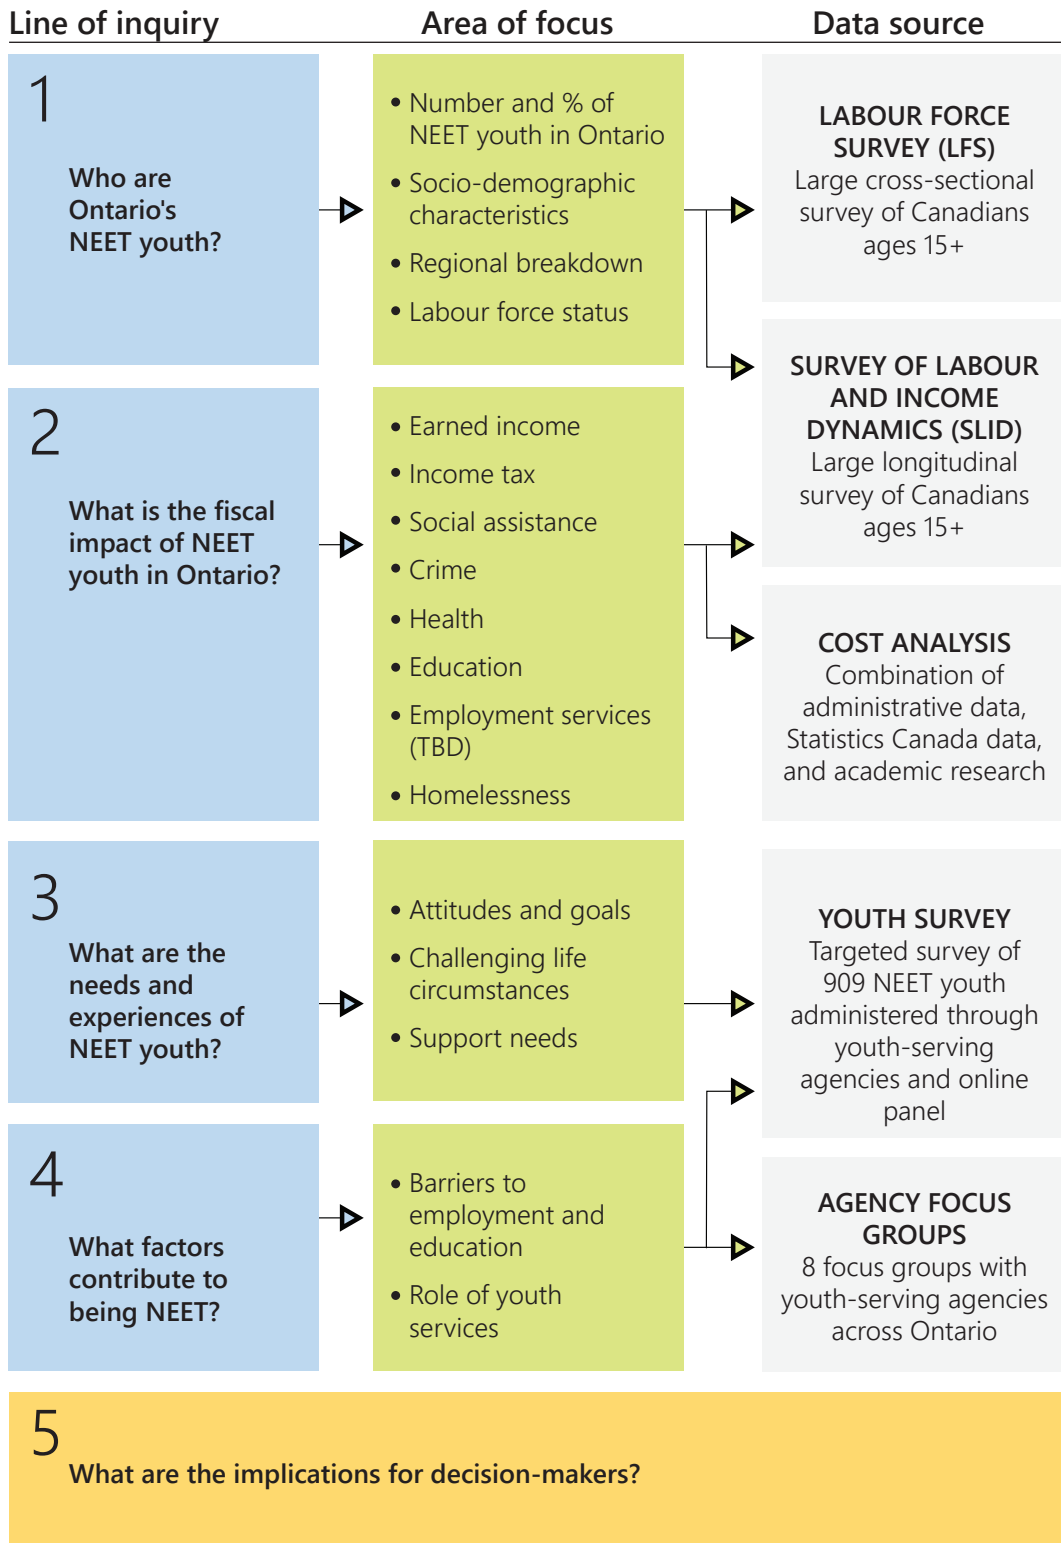 Line of inquiry
Area of focus
Data source
1
Who are
Ontario's
NEET youth?
• Number and % of
NEET youth in Ontario
• Socio-demographic
characteristics
• Regional breakdown
• Labour force status
LABOUR FORCE
SURVEY (LFS)
Large cross-sectional
survey of Canadians
ages 15+
SURVEY OF LABOUR
AND INCOME
DYNAMICS (SLID)
Large longitudinal
survey of Canadians
ages 15+
2
What is the fiscal
impact of NEET
youth in Ontario?
• Earned income
• Income tax
• Social assistance
• Crime
• Health
• Education
• Employment services
(TBD)
• Homelessness
COST ANALYSIS
Combination of
administrative data,
Statistics Canada data,
and academic research
3
What are the
needs and
experiences of
NEET youth?
• Attitudes and goals
• Challenging life
circumstances
• Support needs
YOUTH SURVEY
Targeted survey of
909 NEET youth
administered through
youth-serving
agencies and online
panel
4
What factors
contribute to
being NEET?
• Barriers to
employment and
education
• Role of youth
services
AGENCY FOCUS
GROUPS
8 focus groups with
youth-serving agencies
across Ontario
5
What are the implications for decision-makers?